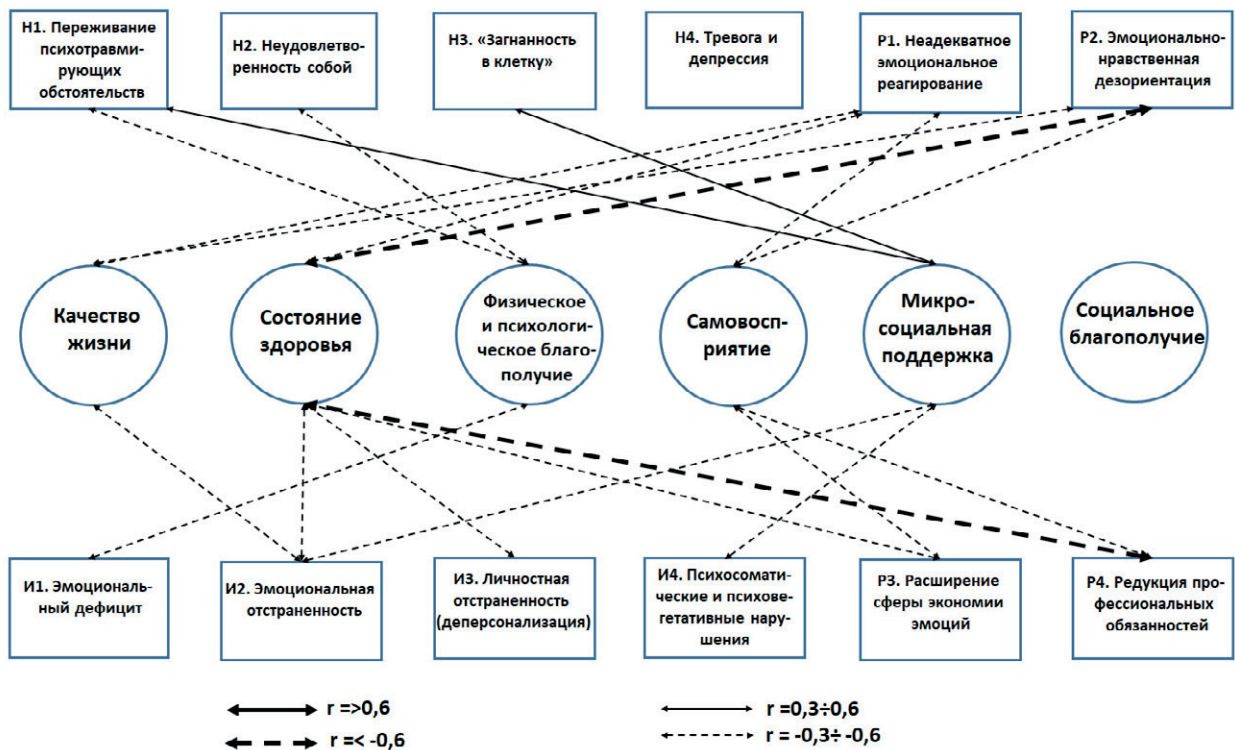 Н1. Переживание
психотравми-
рующих
обстоятельств
Н2. Неудовлетво-
ренность собой
Н3. «Загнанность
в клетку»
Н4. Тревога и
депрессия
Р1. Неадекватное
эмоциональное
реагирование
Р2. Эмоционально-
нравственная
дезориентация
Качество
жизни
Состояние
здоровья
Физическое
и психологи-
ческое благо-
получие
Самовосп-
риятие
Микро-
социальная
поддержка
Социальное
благополучие
И1. Эмоциональ-
ный дефицит
И2. Эмоциональная
отстраненность
И3. Личностная
отстраненность
(деперсонализация)
И4. Психосомати-
ческие и психове-
гетативные нару-
шения
Р3. Расширение
сферы экономии
эмоций
Р4. Редукция про-
фессиональных
обязанностей
r =>0,6
r =< -0,6
r =0,3÷0,6
r = -0,3÷ -0,6